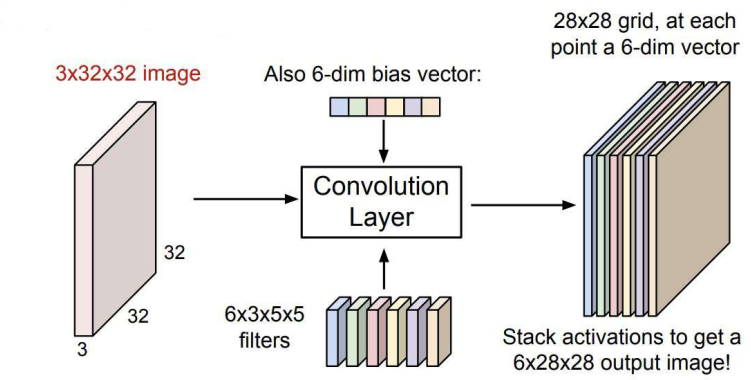 28x28 grid, at each
point a 6-dim vector
3x32x32 image
Also 6-dim bias vector:
Convolution
Layer
32
32
3
6x3x5x5
filters
Stack activations to get a
6x28x28 output image!